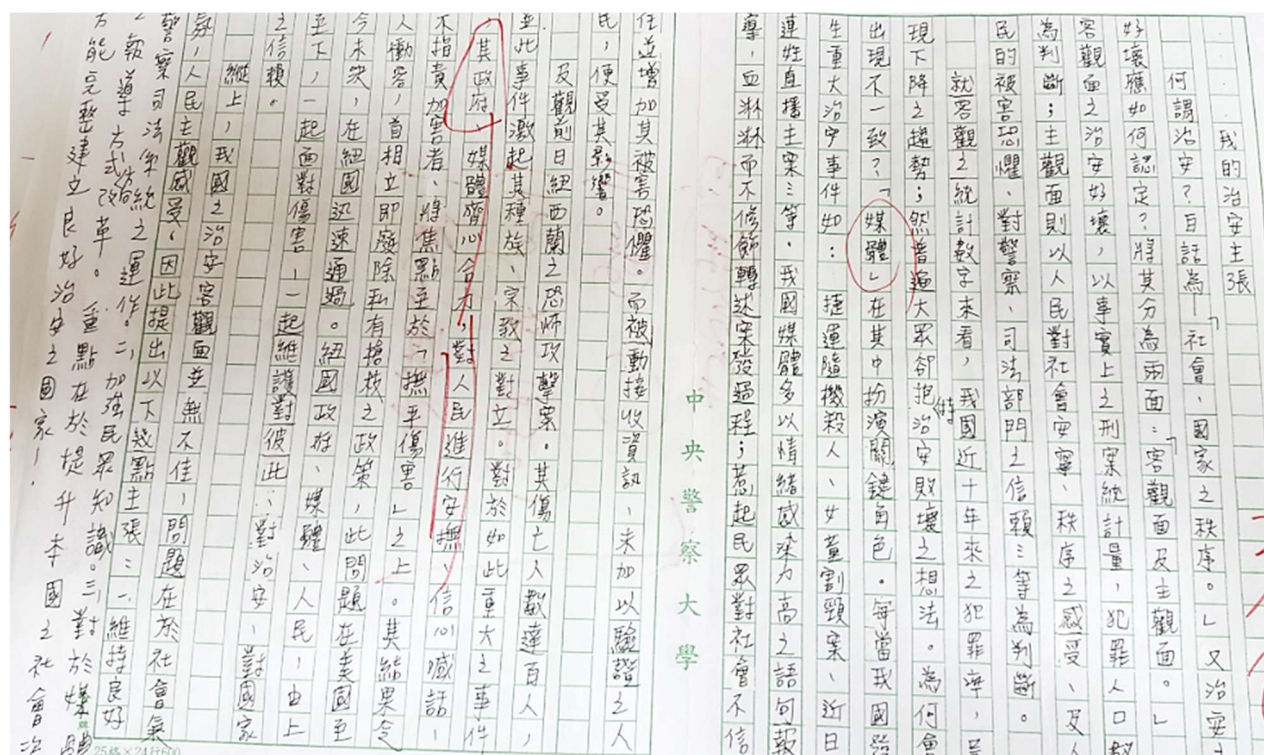 我的治安主張
何謂治安？白話為「社會、國家之秩序。」又治安
好壞應如何認定？將其分為兩面：「客觀面及主觀面。」
客觀面之治安好壞，以事實上之刑案統計量，犯罪人口數
為判斷；主觀面則以人民對社會安寧、秩序之感受、及人
民的被害恐懼、對警察、司法部門之信賴…等為判斷。
就客觀之統計數字來看，我國近十年來之犯罪率，呈
現下降之趨勢；然普遍大眾卻把治安敗壞之想法。為何會
出現不一致？「媒體」在其中扮演關鍵角色。每當我國發
生重大治安事件如：捷運隨機殺人、女童割頸案、近日
連姓直播主案…等。我國媒體多以情緒感染力高之語句報
導，血淋淋而不修飾轉述案發過程；惹起民眾對社會不信
中央警察大學
任並增加其被害恐懼。而被動接收資訊、未加以驗證之人
民，便受其影響。
及觀前日紐西蘭之恐怖攻擊案。其傷亡人數達百人，
並此事件激起其種族、宗教之對立。對於如此重大之事件，
其政府、媒體齊心合力，對人民進行安撫、信心喊話，
不指責加害者、將焦點至於「撫平傷害」之上。其結果令
人動容，首相立即廢除私有槍枝之政策，此問題在美國至
今未決，在紐國迅速通過。紐國政府、媒體、人民，由上
至下，一起面對傷害，一起維護對彼此、對治安、對國家
之信賴。
縱上，我國之治安客觀面並無不佳，問題在於社會氣
氛，人民主觀感受。因此提出以下幾點主張：一、維持良好
警察司法系統之運作。二、加強民眾知識。三、對於媒體
報導方式改革。重點在於提升本國之社會
方能完整建立良好治安之國家！
25格×24行=600